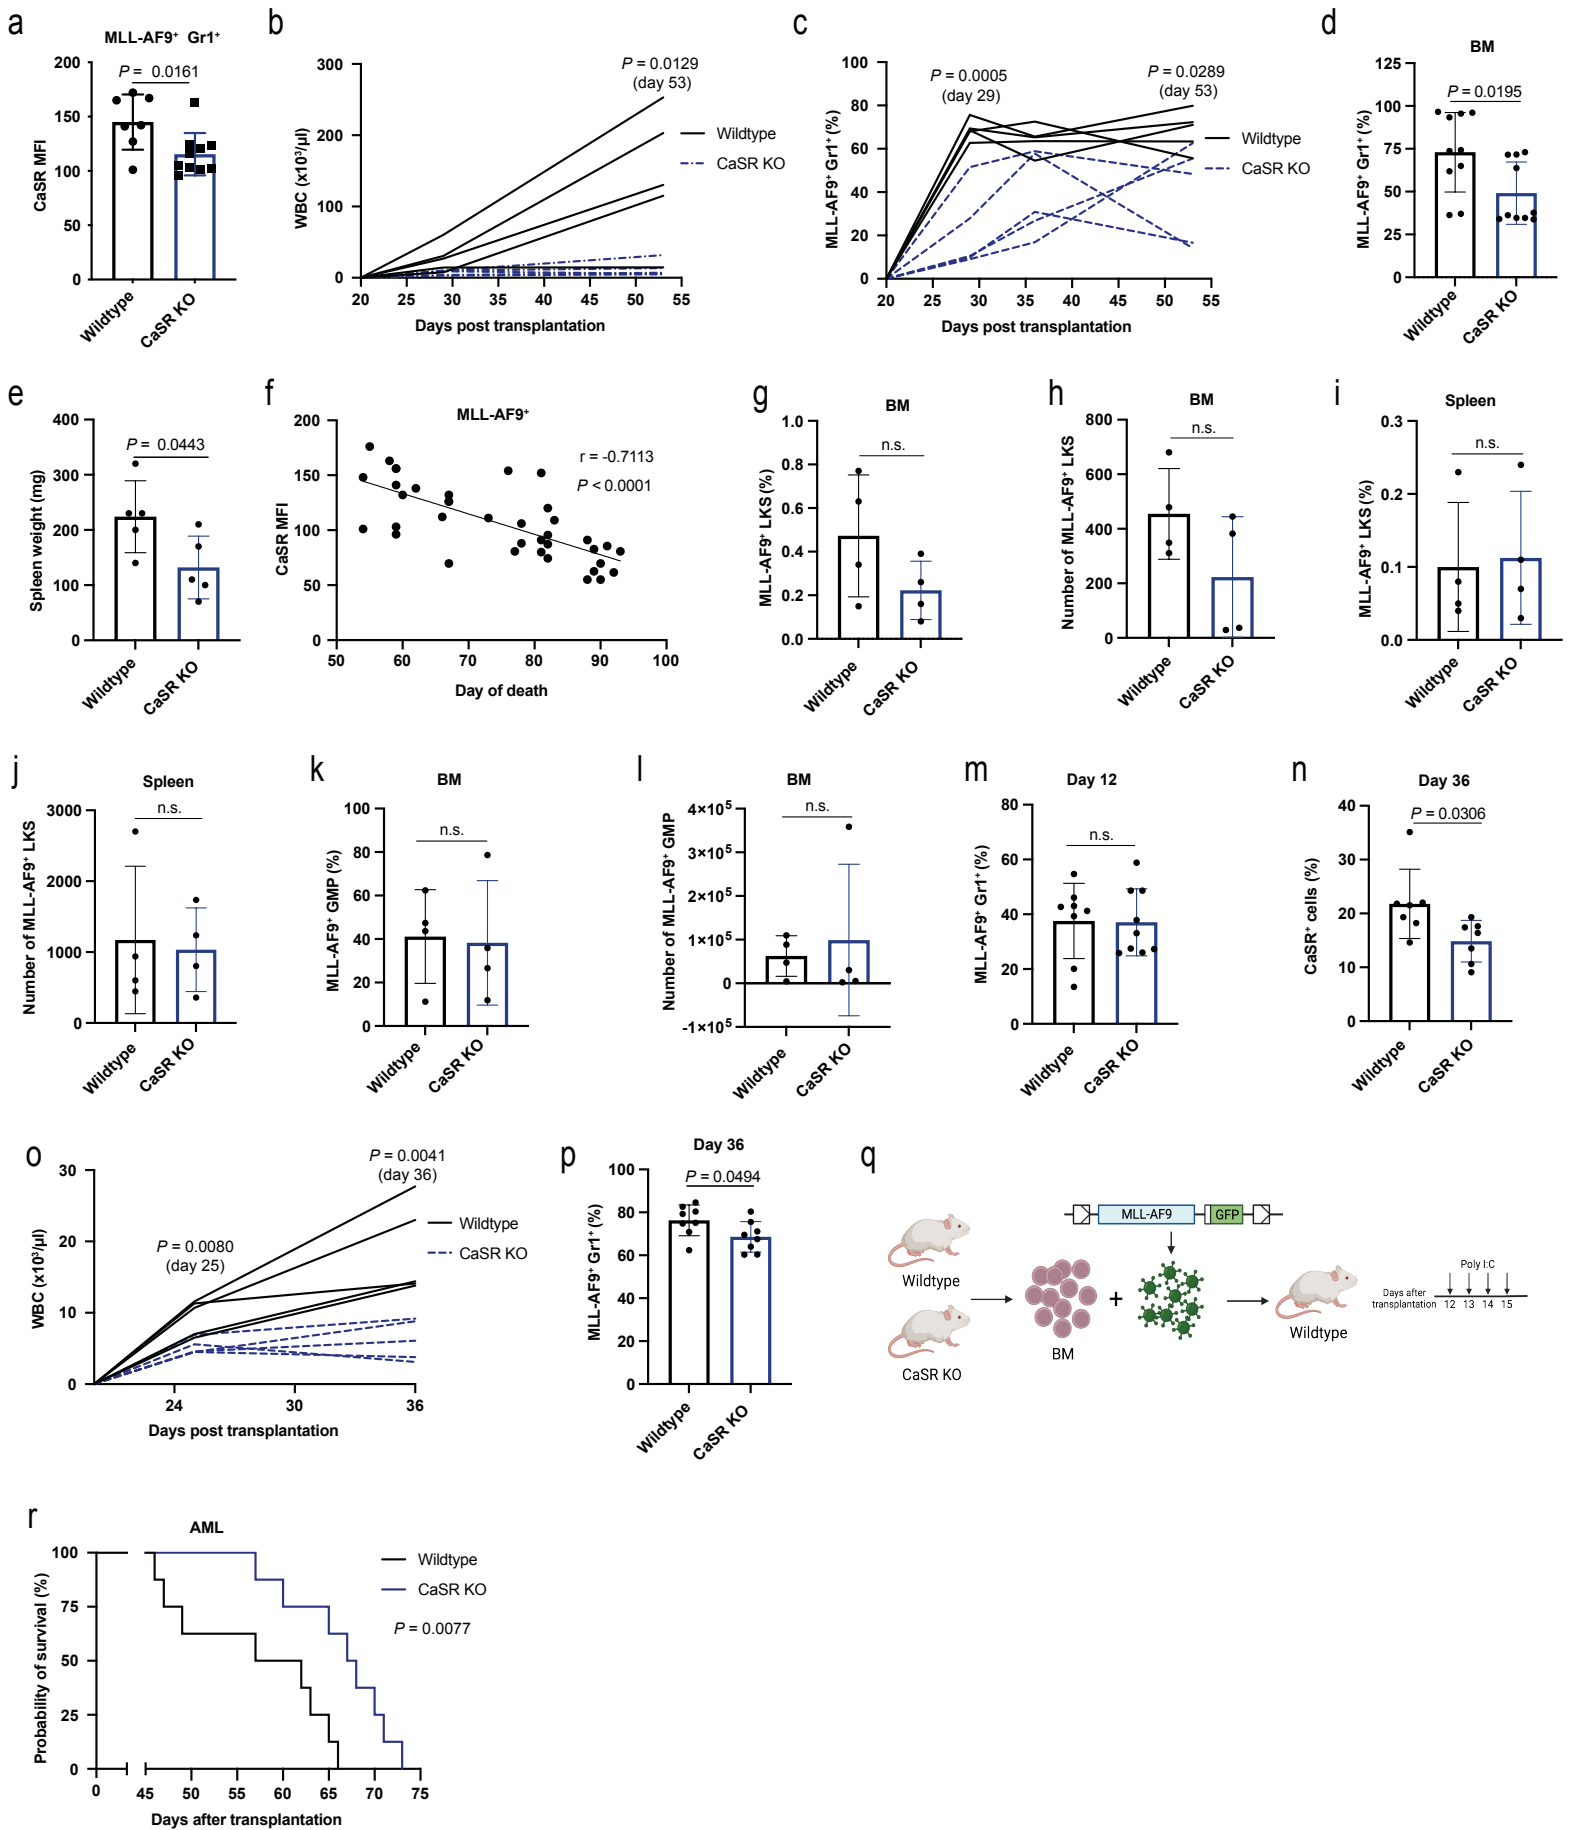 a
MLL-AF9⁺ Gr1⁺
P = 0.0161
CaSR MFI
200
150
100
50
0
Wildtype
CaSR KO
b
WBC (x10³/µl)
300
200
100
0
P = 0.0129
(day 53)
Wildtype
CaSR KO
20 25 30 35 40 45 50 55
Days post transplantation
c
MLL-AF9⁺ Gr1⁺ (%)
100
80
60
40
20
0
P = 0.0005
(day 29)
P = 0.0289
(day 53)
Wildtype
CaSR KO
20 25 30 35 40 45 50 55
Days post transplantation
d
BM
P = 0.0195
MLL-AF9⁺ Gr1⁺ (%)
125
100
75
50
25
0
Wildtype
CaSR KO
e
Spleen weight (mg)
400
300
200
100
0
P = 0.0443
Wildtype
CaSR KO
f
MLL-AF9⁺
r = -0.7113
P < 0.0001
CaSR MFI
200
150
100
50
0
50 60 70 80 90 100
Day of death
g
BM
n.s.
MLL-AF9⁺ LKS (%)
1.0
0.8
0.6
0.4
0.2
0.0
Wildtype
CaSR KO
h
BM
n.s.
Number of MLL-AF9⁺ LKS
800
600
400
200
0
Wildtype
CaSR KO
i
Spleen
n.s.
MLL-AF9⁺ LKS (%)
0.3
0.2
0.1
0.0
Wildtype
CaSR KO
j
Spleen
n.s.
Number of MLL-AF9⁺ LKS
3000
2000
1000
0
Wildtype
CaSR KO
k
BM
n.s.
MLL-AF9⁺ GMP (%)
100
80
60
40
20
0
Wildtype
CaSR KO
l
BM
n.s.
Number of MLL-AF9⁺ GMP
4×10⁵
3×10⁵
2×10⁵
1×10⁵
0
-1×10⁵
Wildtype
CaSR KO
m
Day 12
n.s.
MLL-AF9⁺ Gr1⁺ (%)
80
60
40
20
0
Wildtype
CaSR KO
n
Day 36
P = 0.0306
CaSR⁺ cells (%)
40
30
20
10
0
Wildtype
CaSR KO
o
WBC (x10³/µl)
30
20
10
0
P = 0.0080
(day 25)
P = 0.0041
(day 36)
Wildtype
CaSR KO
24 30 36
Days post transplantation
p
Day 36
P = 0.0494
MLL-AF9⁺ Gr1⁺ (%)
100
80
60
40
20
0
Wildtype
CaSR KO
q
Wildtype
CaSR KO
BM
+
MLL-AF9
GFP
Wildtype
Poly I:C
Days after
transplantation
12 13 14 15
r
AML
Probability of survival (%)
100
75
50
25
0
Wildtype
CaSR KO
P = 0.0077
0 45 50 55 60 65 70 75
Days after transplantation